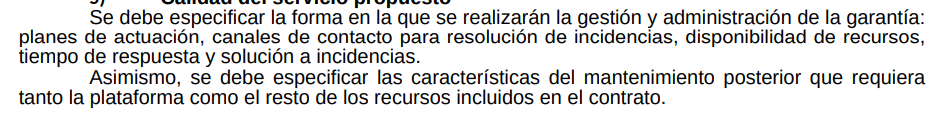 Calidad del servicio propuesto
Se debe especificar la forma en la que se realizarán la gestión y administración de la garantía:
planes de actuación, canales de contacto para resolución de incidencias, disponibilidad de recursos,
tiempo de respuesta y solución a incidencias.
Asimismo, se debe especificar las características del mantenimiento posterior que requiera
tanto la plataforma como el resto de los recursos incluidos en el contrato.